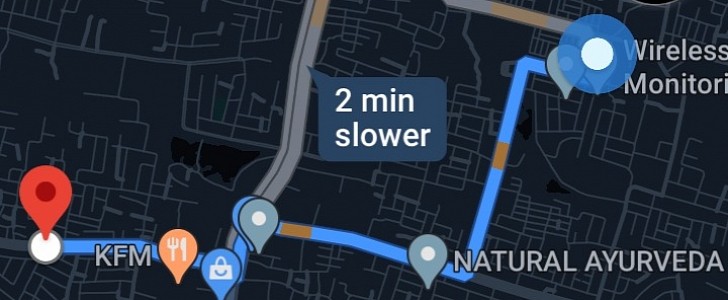 Wireless
Monitori
2 min
slower
KFM
NATURAL AYURVEDA